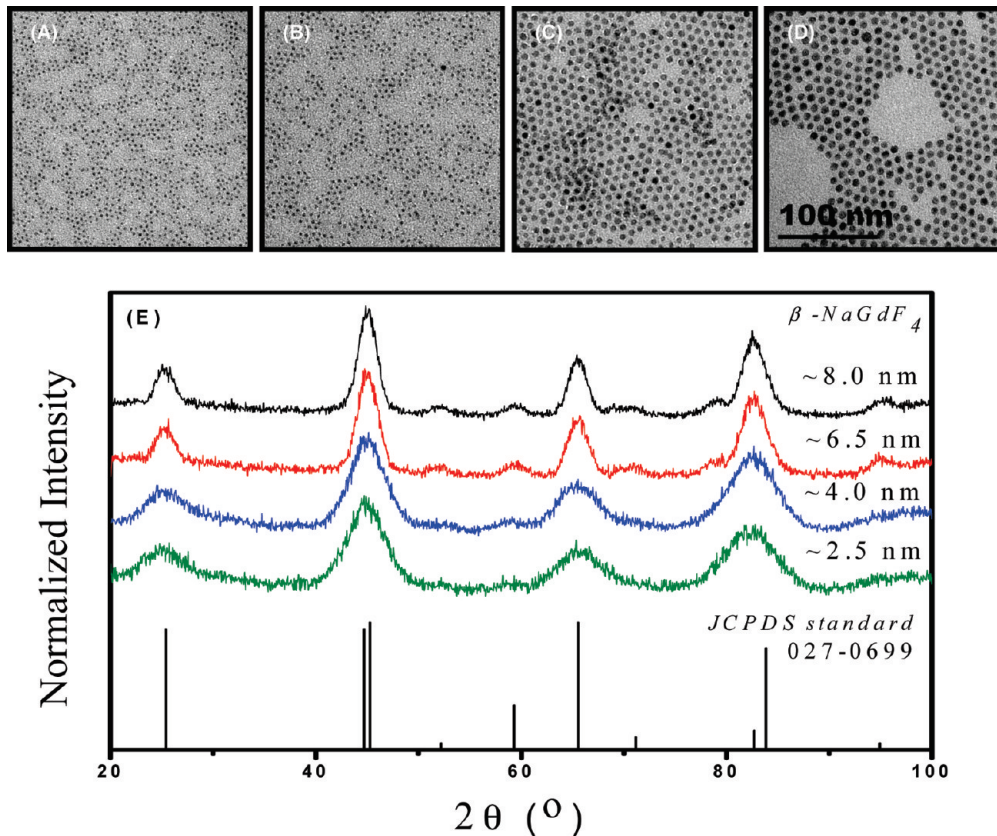 (A)
(B)
(C)
(D)
100 nm
(E)
β -NaGdF4
~8.0 nm
~6.5 nm
~4.0 nm
~2.5 nm
JCPDS standard
027-0699
Normalized Intensity
20 40 60 80 100
2 θ (O)